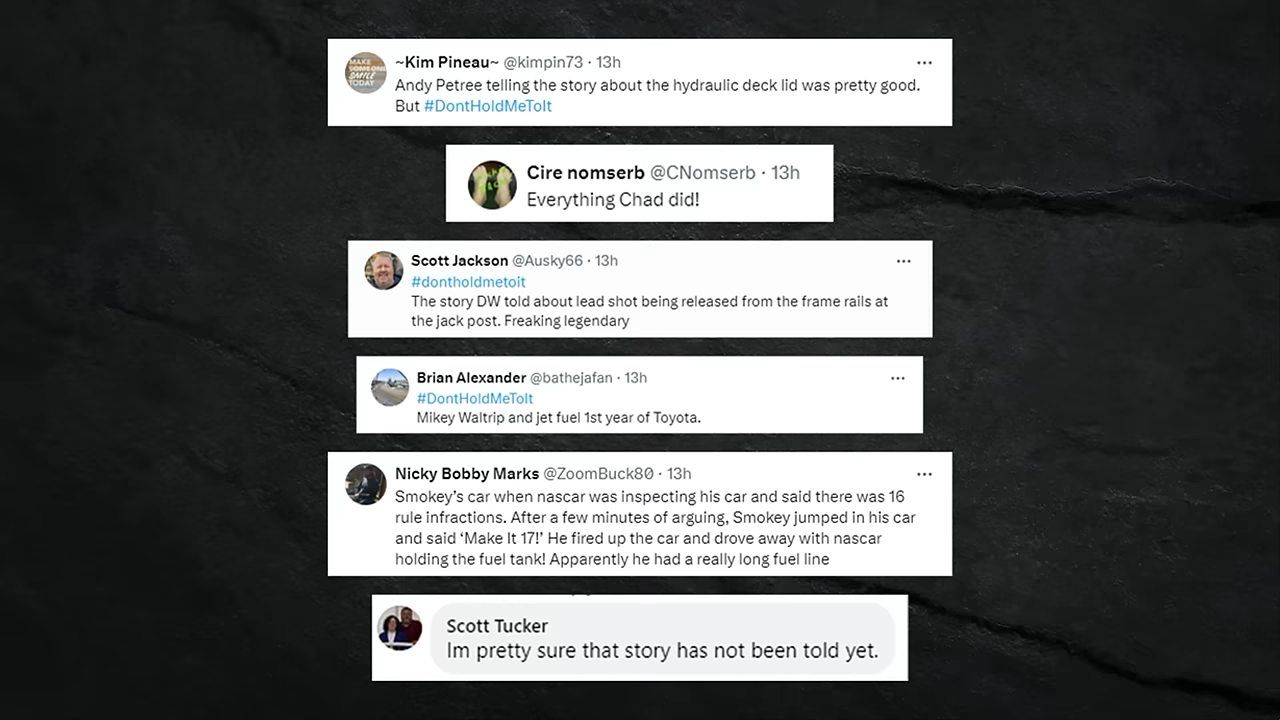 MAKE
SOMEONE
SMILE
TODAY
~Kim Pineau~ @kimpin73 · 13h
Andy Petree telling the story about the hydraulic deck lid was pretty good.
But #DontHoldMeToIt
Cire nomserb @CNomserb · 13h
Everything Chad did!
Scott Jackson @Ausky66 · 13h
#dontholdmetoit
The story DW told about lead shot being released from the frame rails at
the jack post. Freaking legendary
Brian Alexander @bathejafan · 13h
#DontHoldMeToIt
Mikey Waltrip and jet fuel 1st year of Toyota.
Nicky Bobby Marks @ZoomBuck80 · 13h
Smokey’s car when nascar was inspecting his car and said there was 16
rule infractions. After a few minutes of arguing, Smokey jumped in his car
and said ‘Make It 17!’ He fired up the car and drove away with nascar
holding the fuel tank! Apparently he had a really long fuel line
Scott Tucker
Im pretty sure that story has not been told yet.